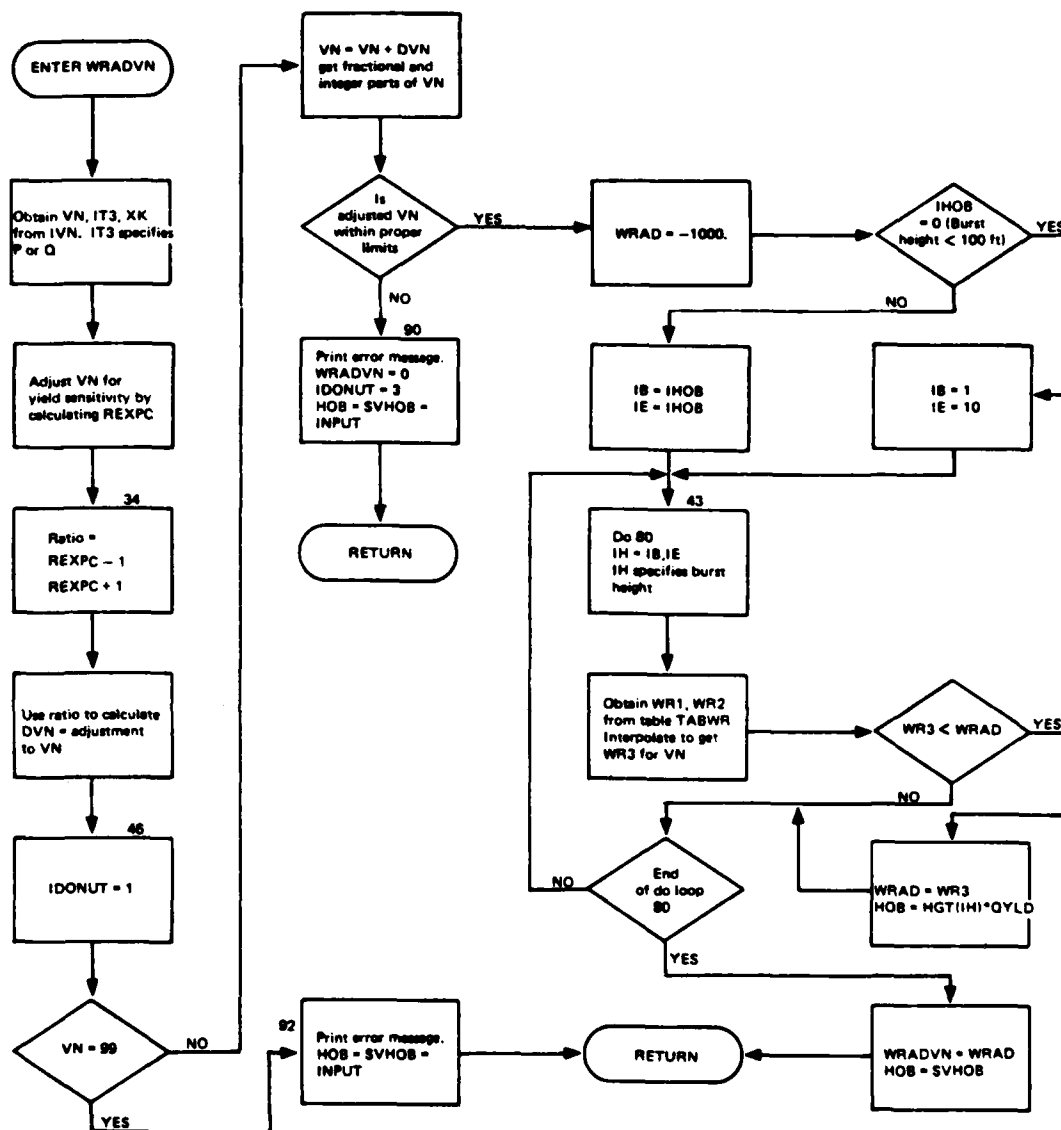 ENTER WRADVN
Obtain VN, IT3, XK
from IVN. IT3 specifies
P or Q
Adjust VN for
yield sensitivity by
calculating REXPC
34
Ratio =
REXPC - 1
REXPC + 1
Use ratio to calculate
DVN = adjustment
to VN
46
IDONUT = 1
VN = 99
NO
YES
VN = VN + DVN
get fractional and
integer parts of VN
Is
adjusted VN
within proper
limits
YES
NO
90
Print error message.
WRADVN = 0
IDONUT = 3
HOB = SVHOB =
INPUT
RETURN
WRAD = -1000.
IHOB
= 0 (Burst
height < 100 ft)
YES
NO
IB = IHOB
IE = IHOB
IB = 1
IE = 10
43
Do 80
IH = IB,IE
IH specifies burst
height
Obtain WR1, WR2
from table TABWR
Interpolate to get
WR3 for VN
WR3 < WRAD
YES
NO
WRAD = WR3
HOB = HGT(IH)*QYLD
End
of do loop
80
NO
YES
92
Print error message.
HOB = SVHOB =
INPUT
RETURN
WRADVN = WRAD
HOB = SVHOB